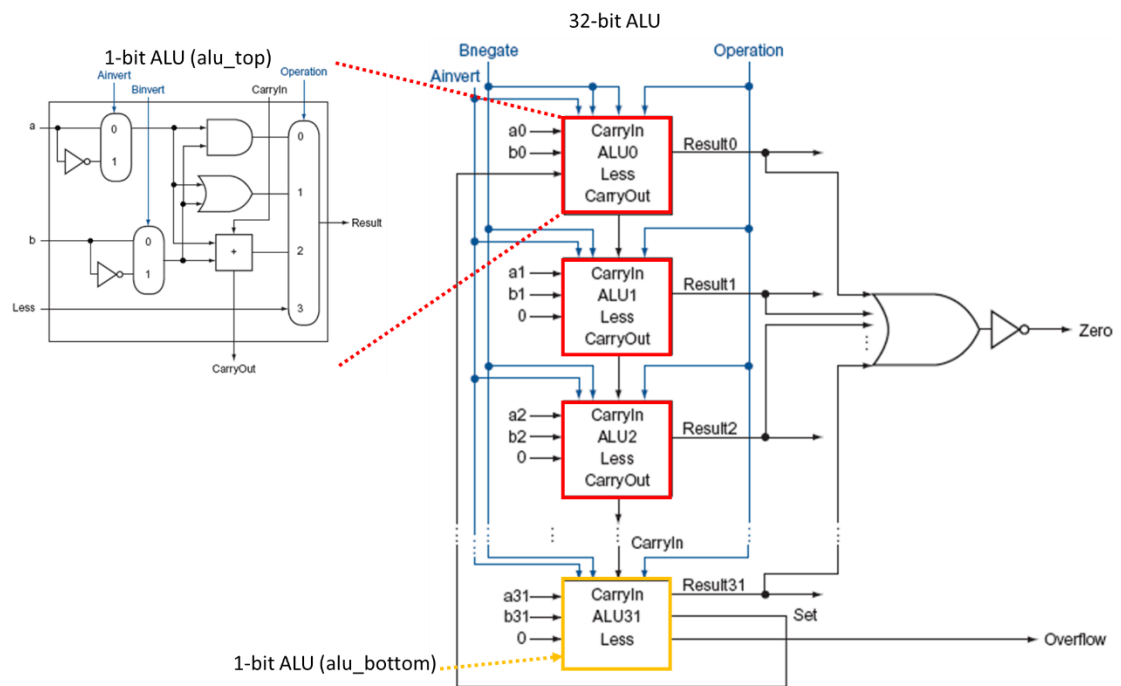 32-bit ALU
1-bit ALU (alu_top)
Ainvert
Binvert
Operation
CarryIn
a
0
1
0
1
Result
b
0
1
+
2
Less
3
CarryOut
Bnegate
Ainvert
Operation
a0
b0
CarryIn
ALU0
Less
CarryOut
Result0
a1
b1
0
CarryIn
ALU1
Less
CarryOut
Result1
Zero
a2
b2
0
CarryIn
ALU2
Less
CarryOut
Result2
CarryIn
a31
b31
0
CarryIn
ALU31
Less
Result31
Set
Overflow
1-bit ALU (alu_bottom)